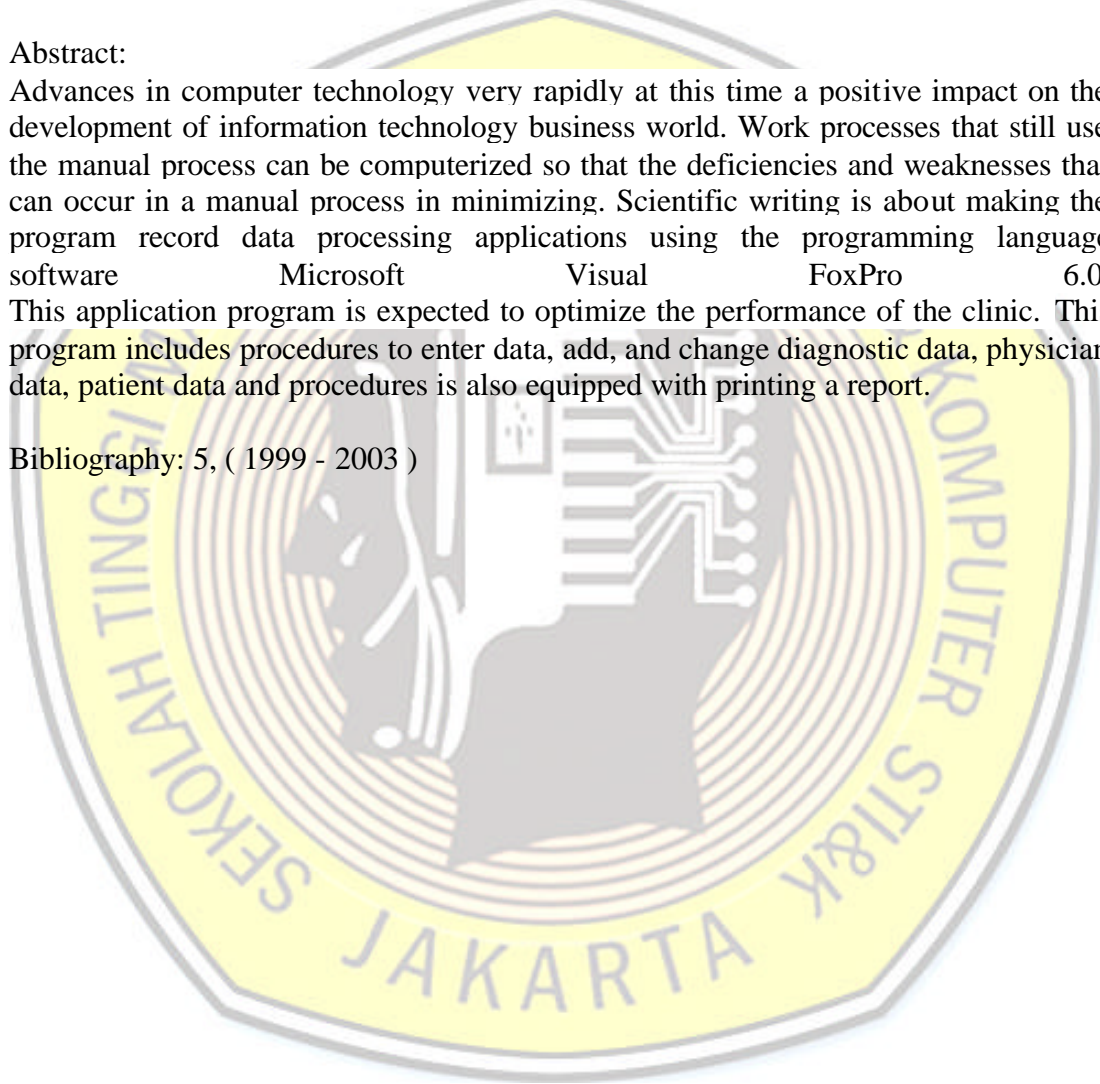 Abstract:
Advances in computer technology very rapidly at this time a positive impact on the
development of information technology business world. Work processes that still use
the manual process can be computerized so that the deficiencies and weaknesses tha
can occur in a manual process in minimizing. Scientific writing is about making the
program record data processing applications using the programming language
software Microsoft Visual FoxPro 6.0
This application program is expected to optimize the performance of the clinic. Thi
program includes procedures to enter data, add, and change diagnostic data, physician
data, patient data and procedures is also equipped with printing a report.
Bibliography: 5, ( 1999 - 2003 )
SEKOLAH TINGGI
KOMPUTER STI&K
JAKARTA